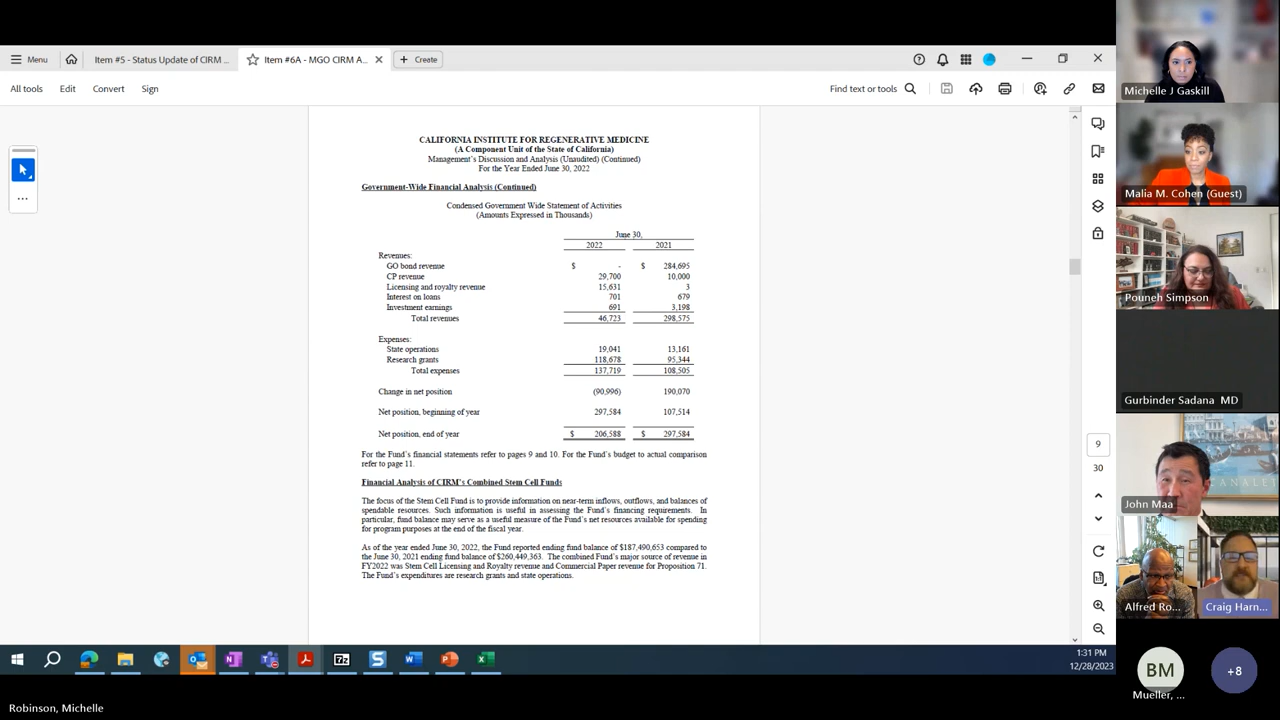 Menu
Item #5 - Status Update of CIRM ...
Item #6A - MGO CIRM A...
Create
All tools Edit Convert Sign
Find text or tools
CALIFORNIA INSTITUTE FOR REGENERATIVE MEDICINE
(A Component Unit of the State of California)
Management's Discussion and Analysis (Unaudited) (Continued)
For the Year Ended June 30, 2022
Government-Wide Financial Analysis (Continued)
Condensed Government Wide Statement of Activities
(Amounts Expressed in Thousands)
June 30,
2022 2021
Revenues:
GO bond revenue $ - $ 284,695
CP revenue 29,700 10,000
Licensing and royalty revenue 15,631 3
Interest on loans 701 679
Investment earnings 691 3,198
Total revenues 46,723 298,575
Expenses:
State operations 19,041 13,161
Research grants 118,678 95,344
Total expenses 137,719 108,505
Change in net position (90,996) 190,070
Net position, beginning of year 297,584 107,514
Net position, end of year $ 206,588 $ 297,584
For the Fund's financial statements refer to pages 9 and 10. For the Fund's budget to actual comparison
refer to page 11.
Financial Analysis of CIRM's Combined Stem Cell Funds
The focus of the Stem Cell Fund is to provide information on near-term inflows, outflows, and balances of
spendable resources. Such information is useful in assessing the Fund's financing requirements. In
particular, fund balance may serve as a useful measure of the Fund's net resources available for spending
for program purposes at the end of the fiscal year.
As of the year ended June 30, 2022, the Fund reported ending fund balance of $187,490,653 compared to
the June 30, 2021 ending fund balance of $260,449,363. The combined Fund's major source of revenue in
FY2022 was Stem Cell Licensing and Royalty revenue and Commercial Paper revenue for Proposition 71.
The Fund's expenditures are research grants and state operations.
9
30
1:31 PM
12/28/2023
Robinson, Michelle
Michelle J Gaskill
Malia M. Cohen (Guest)
Pouneh Simpson
Gurbinder Sadana MD
CANALET
John Maa
Alfred Ro...
Craig Harn...
BM
Mueller, ...
+8